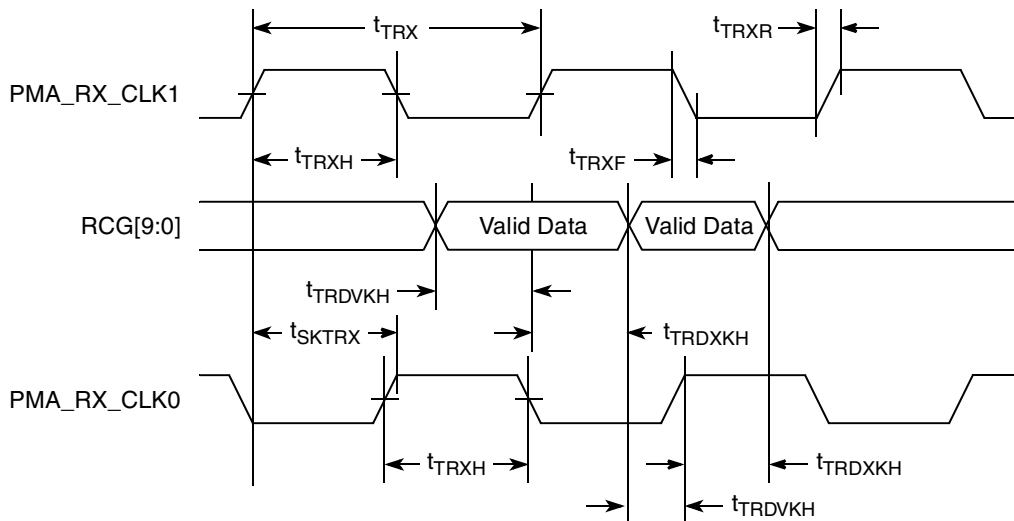 tTRX
tTRXR
PMA_RX_CLK1
tTRXH
tTRXF
RCG[9:0]
Valid Data
Valid Data
tTRDVKH
tSKTRX
tTRDXKH
PMA_RX_CLK0
tTRXH
tTRDXKH
tTRDVKH